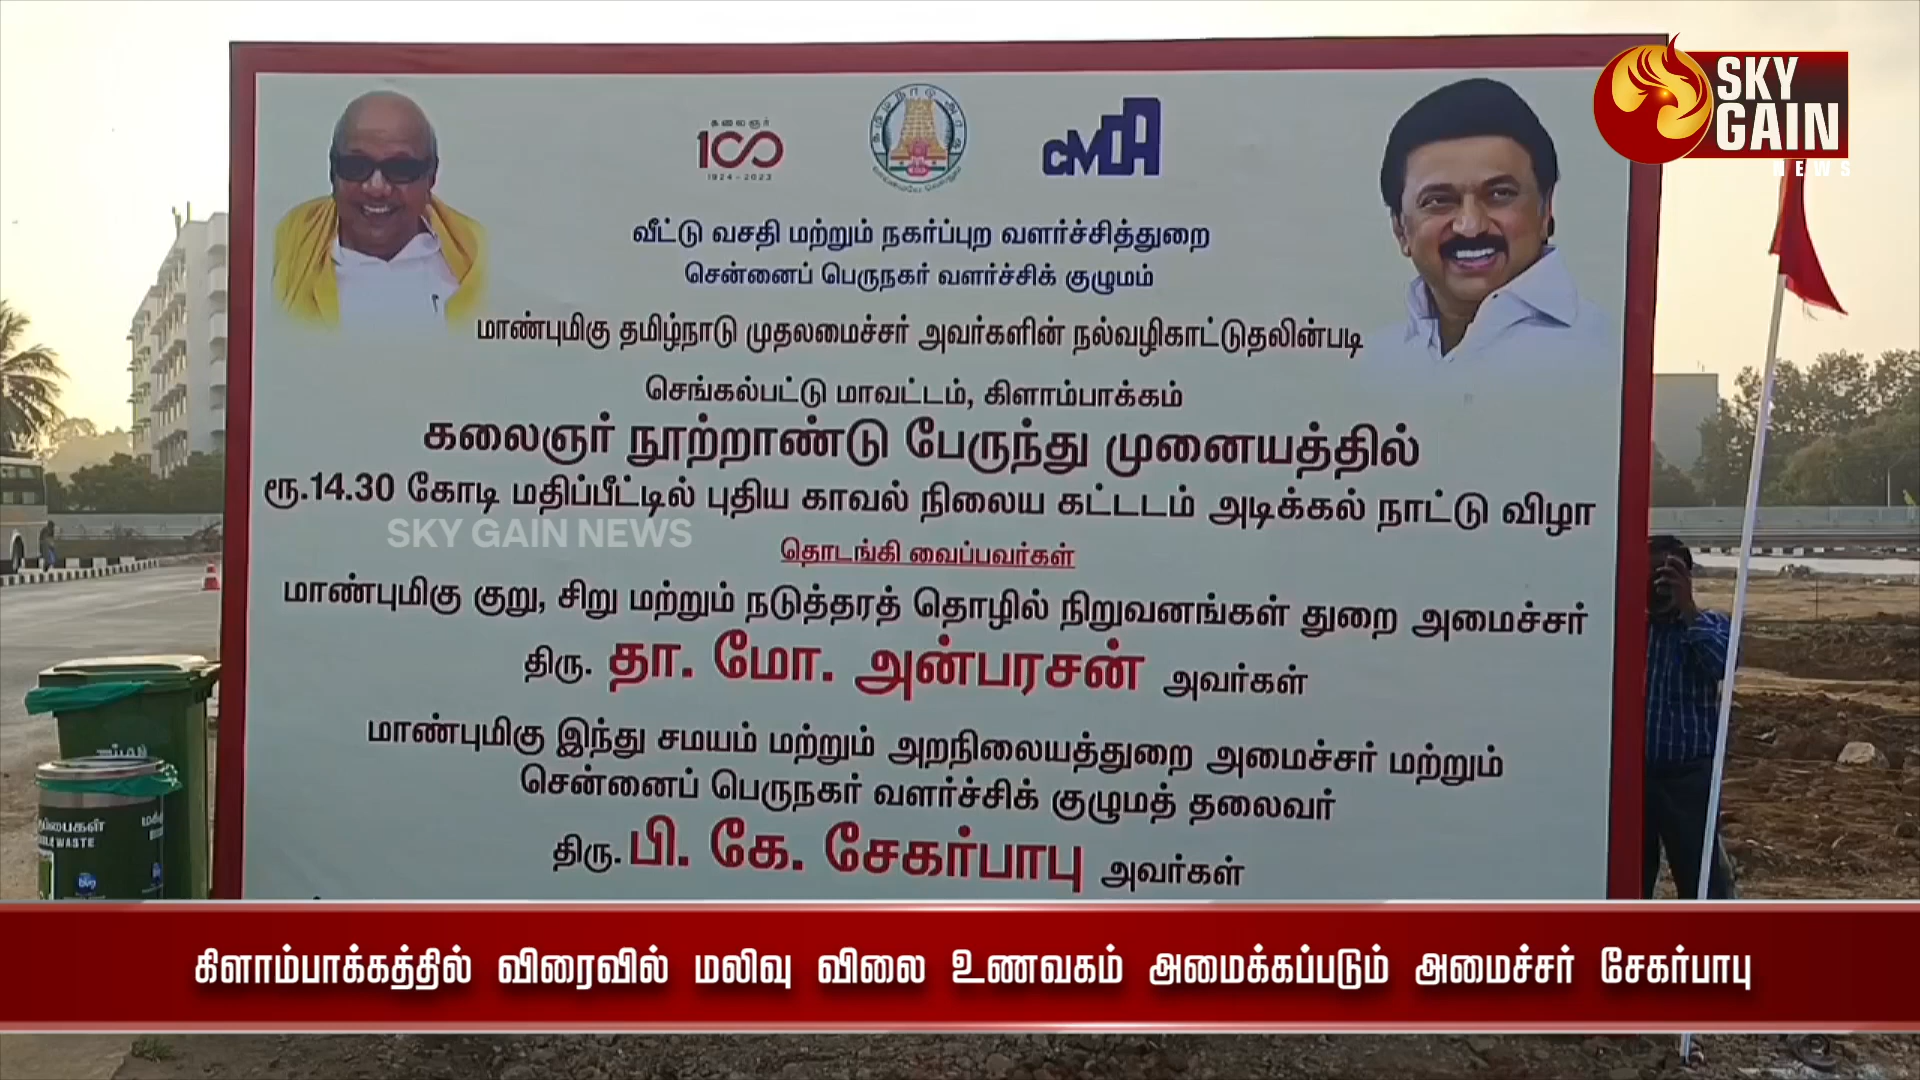 SKY
GAIN
NEWS
கலைஞர்
100
1924 - 2023
CMDA
வீட்டு வசதி மற்றும் நகர்ப்புற வளர்ச்சித்துறை
சென்னைப் பெருநகர் வளர்ச்சிக் குழுமம்
மாண்புமிகு தமிழ்நாடு முதலமைச்சர் அவர்களின் நல்வழிகாட்டுதலின்படி
செங்கல்பட்டு மாவட்டம், கிளாம்பாக்கம்
கலைஞர் நூற்றாண்டு பேருந்து முனையத்தில்
ரூ.14.30 கோடி மதிப்பீட்டில் புதிய காவல் நிலைய கட்டடம் அடிக்கல் நாட்டு விழா
SKY GAIN NEWS
தொடங்கி வைப்பவர்கள்
மாண்புமிகு குறு, சிறு மற்றும் நடுத்தரத் தொழில் நிறுவனங்கள் துறை அமைச்சர்
திரு. தா. மோ. அன்பரசன் அவர்கள்
மாண்புமிகு இந்து சமயம் மற்றும் அறநிலையத்துறை அமைச்சர் மற்றும்
சென்னைப் பெருநகர் வளர்ச்சிக் குழுமத் தலைவர்
திரு. பி. கே. சேகர்பாபு அவர்கள்
WASTE
கிளாம்பாக்கத்தில் விரைவில் மலிவு விலை உணவகம் அமைக்கப்படும் அமைச்சர் சேகர்பாபு